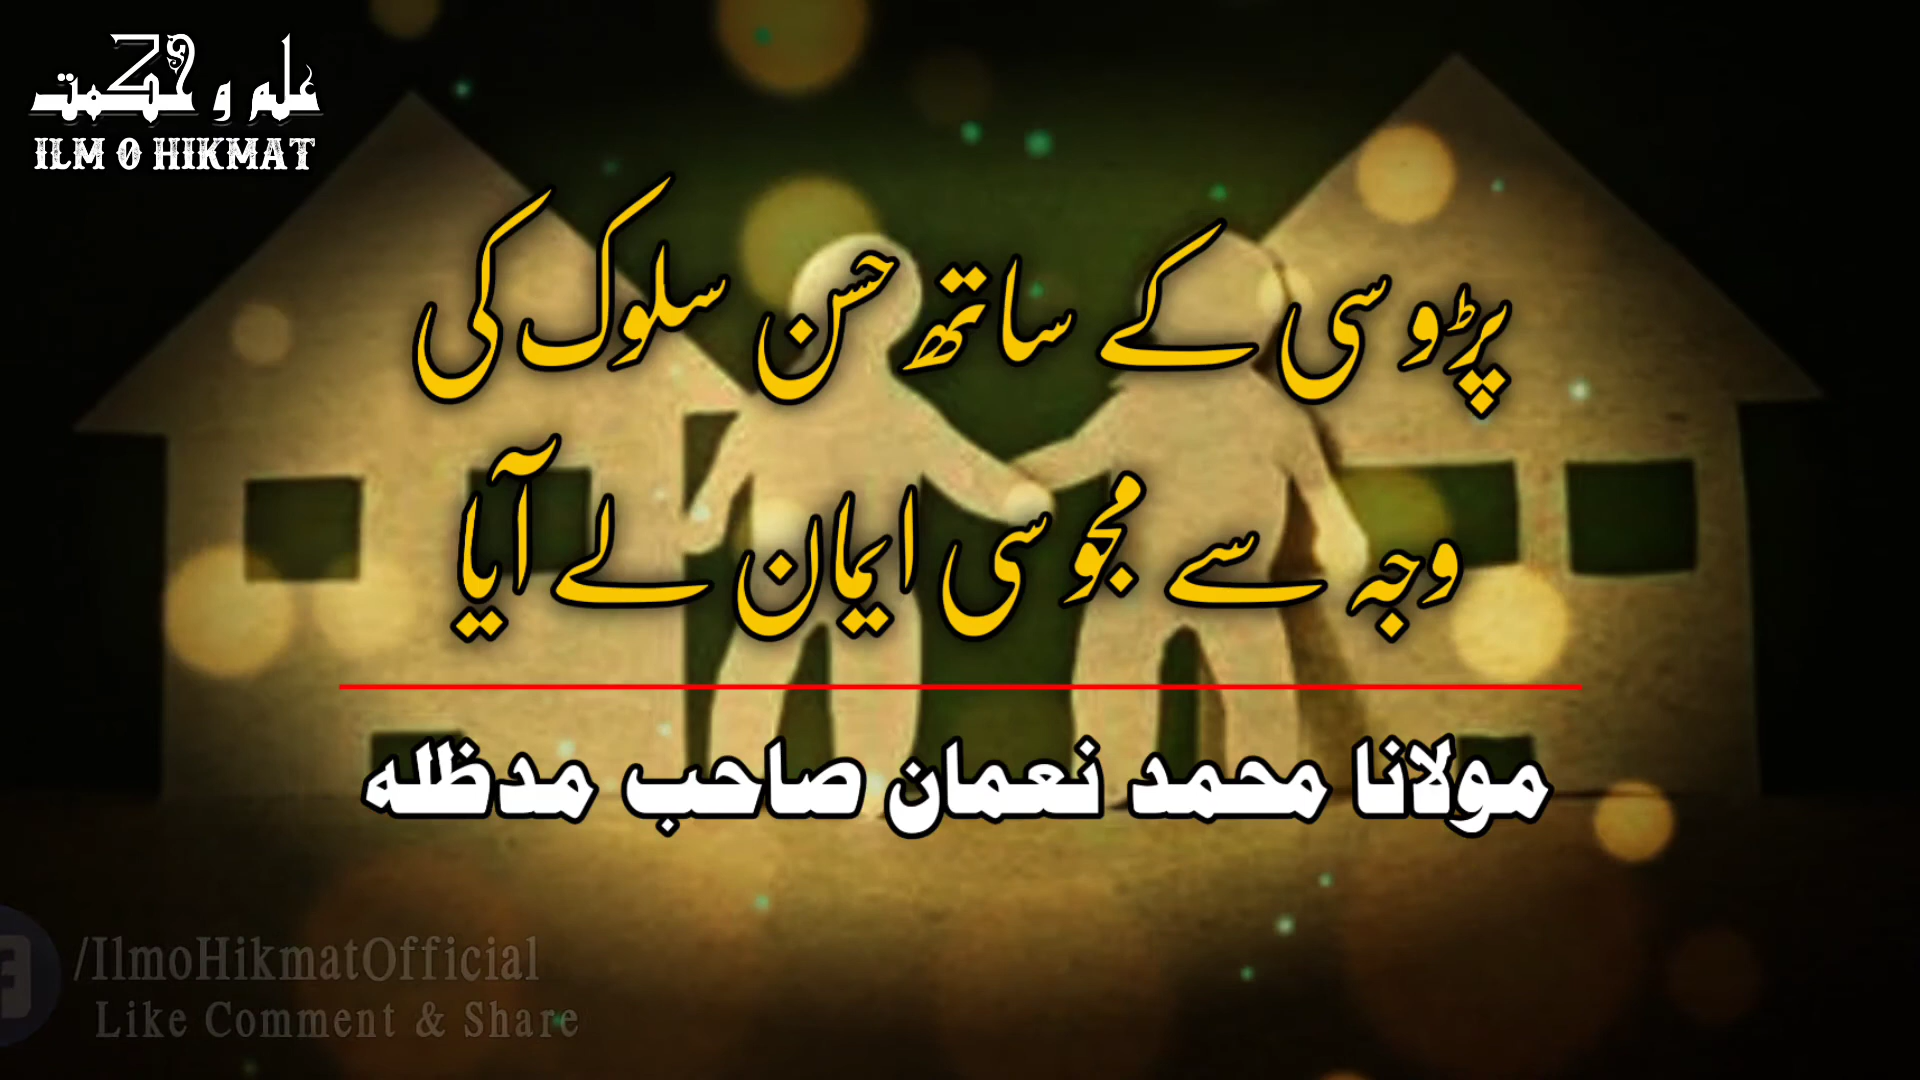 علم و حکمت
ILM O HIKMAT
پڑوسی کے ساتھ حسن سلوک کی
وجہ سے مجوسی ایمان لے آیا
مولانا محمد نعمان صاحب مدظلہ
/IlmoHikmatOfficial
Like Comment & Share